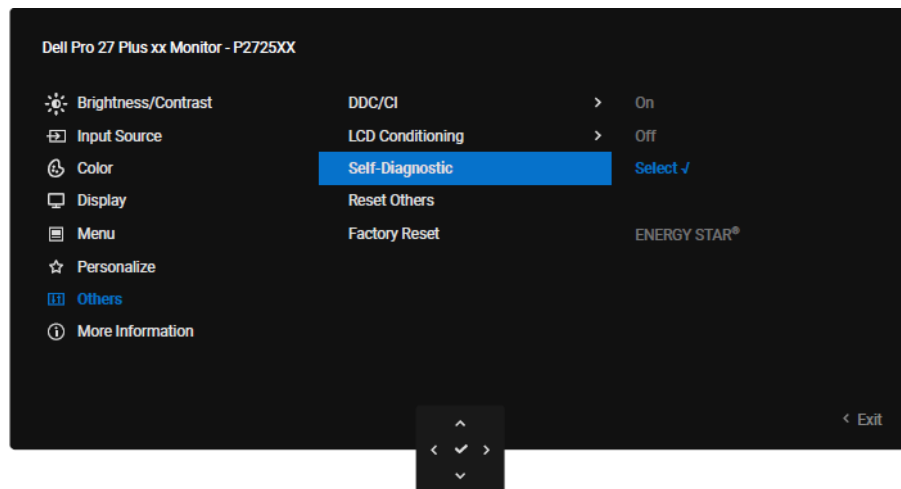 Dell Pro 27 Plus xx Monitor - P2725XX
Brightness/Contrast DDC/CI > On
Input Source LCD Conditioning > Off
Color Self-Diagnostic Select √
Display Reset Others
Menu Factory Reset ENERGY STAR®
Personalize
Others
More Information
< Exit